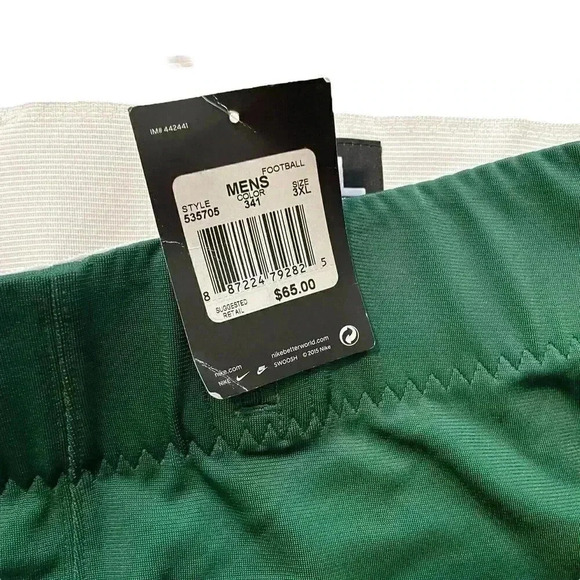 IM# 442441
FOOTBALL
STYLE MENS SIZE
535705 COLOR 3XL
341
8 87224 79282 5
SUGGESTED $65.00
RETAIL
nike.com nikebetterworld.com
NIKE SWOOSH © 2015 Nike